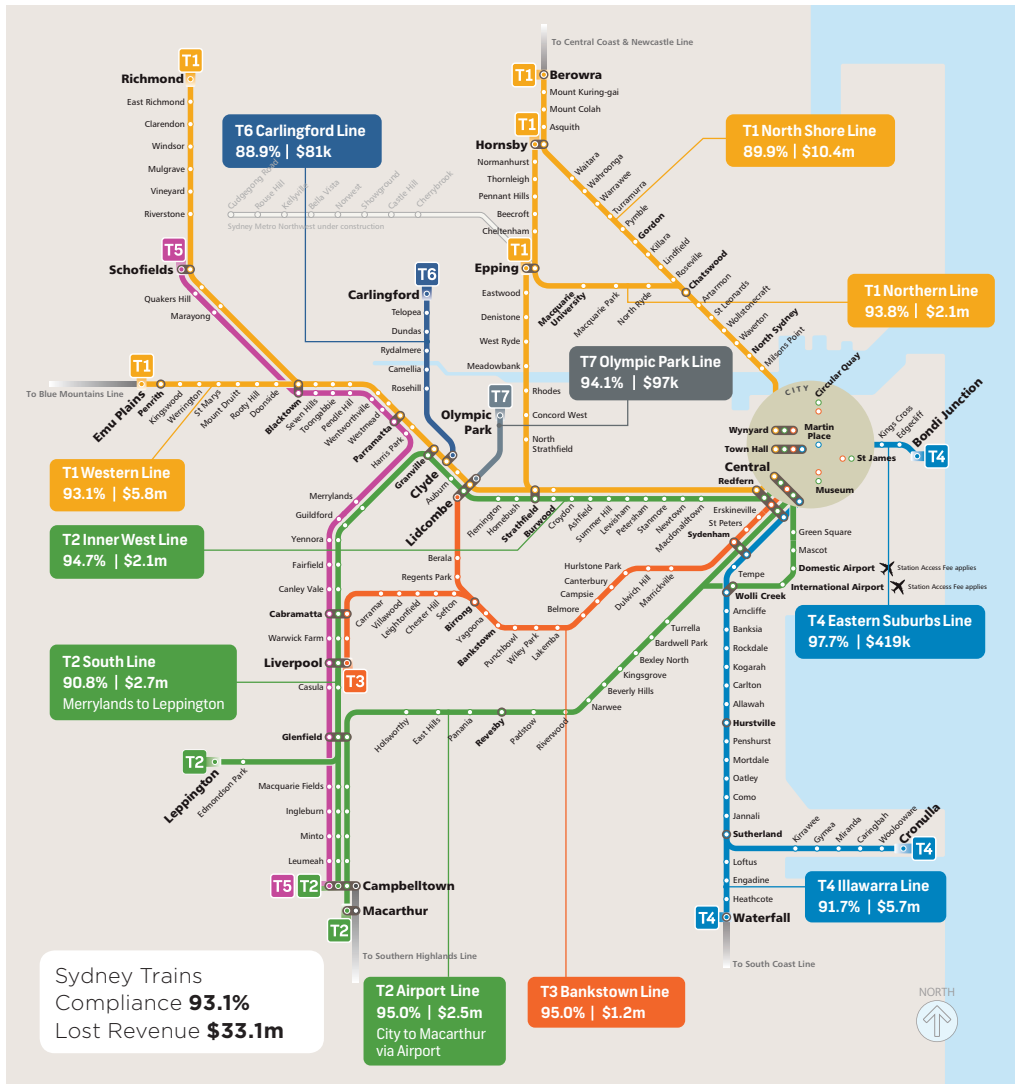 To Central Coast & Newcastle Line
T1
Richmond
East Richmond
Clarendon
Windsor
Mulgrave
Vineyard
Riverstone
T5
Schofields
Quakers Hill
Marayong
T6 Carlingford Line
88.9% | $81k
Cudgegong Road
Rouse Hill
Kellyville
Bella Vista
Norwest
Showground
Castle Hill
Cherrybrook
Sydney Metro Northwest under construction
T1
Berowra
Mount Kuring-gai
Mount Colah
Asquith
T1
Hornsby
Normanhurst
Thornleigh
Pennant Hills
Beecroft
Cheltenham
T1
Epping
Eastwood
Denistone
West Ryde
Meadowbank
Rhodes
Concord West
North
Strathfield
Waitara
Wahroonga
Warrawee
Turramurra
Pymble
Gordon
Killara
Lindfield
Roseville
Chatswood
Artarmon
St Leonards
Wollstonecraft
Waverton
North Sydney
Milsons Point
T1 North Shore Line
89.9% | $10.4m
Macquarie
University
Macquarie Park
North Ryde
T1 Northern Line
93.8% | $2.1m
T6
Carlingford
Telopea
Dundas
Rydalmere
Camellia
Rosehill
T7 Olympic Park Line
94.1% | $97k
T7
Olympic
Park
To Blue Mountains Line
T1
Emu Plains
Penrith
Kingswood
Werrington
St Marys
Mount Druitt
Rooty Hill
Doonside
Blacktown
Seven Hills
Toongabbie
Pendle Hill
Wentworthville
Westmead
Parramatta
Harris Park
Granville
Clyde
Auburn
Lidcombe
Flemington
Homebush
Strathfield
Burwood
Croydon
Ashfield
Summer Hill
Lewisham
Petersham
Stanmore
Newtown
Macdonaldtown
CITY
Circular Quay
Wynyard
Martin
Place
Town Hall
St James
Central
Redfern
Museum
Kings Cross
Edgecliff
Bondi Junction
T4
T1 Western Line
93.1% | $5.8m
T2 Inner West Line
94.7% | $2.1m
Merrylands
Guildford
Yennora
Fairfield
Canley Vale
Cabramatta
Warwick Farm
Liverpool
T3
Casula
Glenfield
Berala
Regents Park
Carramar
Villawood
Leightonfield
Chester Hill
Sefton
Birrong
Yagoona
Bankstown
Punchbowl
Wiley Park
Lakemba
Belmore
Campsie
Canterbury
Hurlstone Park
Dulwich Hill
Marrickville
Erskineville
St Peters
Sydenham
Tempe
Green Square
Mascot
Domestic Airport
Station Access Fee applies
International Airport
Station Access Fee applies
Wolli Creek
Arncliffe
Banksia
Rockdale
Kogarah
Carlton
Allawah
Hurstville
Penshurst
Mortdale
Oatley
Como
Jannali
Sutherland
Loftus
Engadine
Heathcote
T4
Waterfall
To South Coast Line
T4 Eastern Suburbs Line
97.7% | $419k
Turrella
Bardwell Park
Bexley North
Kingsgrove
Beverly Hills
Narwee
Riverwood
Padstow
Revesby
Panania
East Hills
Holsworthy
T2 South Line
90.8% | $2.7m
Merrylands to Leppington
T2
Leppington
Edmondson Park
Macquarie Fields
Ingleburn
Minto
Leumeah
T5
T2
Campbelltown
Macarthur
T2
To Southern Highlands Line
Kirrawee
Gymea
Miranda
Caringbah
Woolooware
Cronulla
T4
T4 Illawarra Line
91.7% | $5.7m
T2 Airport Line
95.0% | $2.5m
City to Macarthur
via Airport
T3 Bankstown Line
95.0% | $1.2m
Sydney Trains
Compliance 93.1%
Lost Revenue $33.1m
NORTH